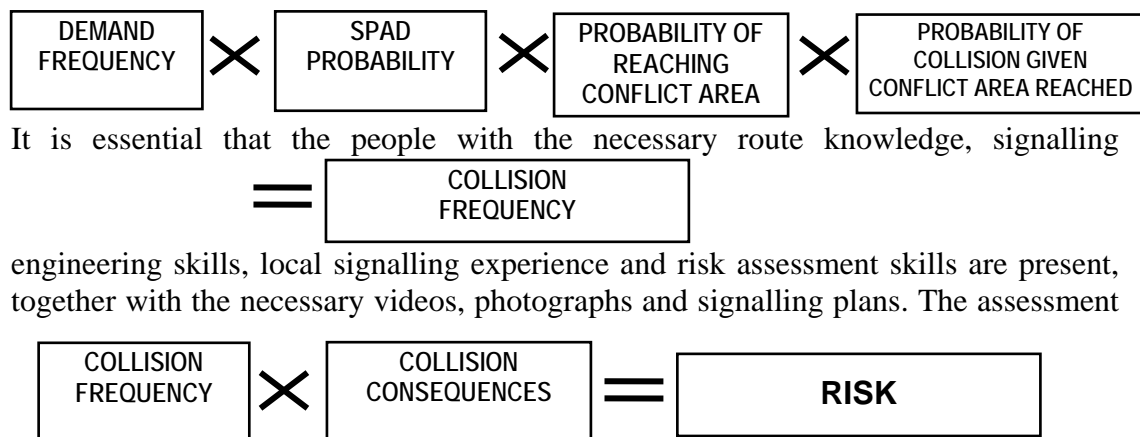 DEMAND FREQUENCY × SPAD PROBABILITY × PROBABILITY OF REACHING CONFLICT AREA × PROBABILITY OF COLLISION GIVEN CONFLICT AREA REACHED
It is essential that the people with the necessary route knowledge, signalling
= COLLISION FREQUENCY
engineering skills, local signalling experience and risk assessment skills are present,
together with the necessary videos, photographs and signalling plans. The assessment
COLLISION FREQUENCY × COLLISION CONSEQUENCES = RISK